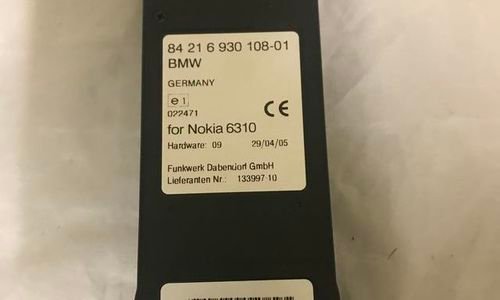 84 21 6 930 108-01
BMW
GERMANY
e1
022471
CE
for Nokia 6310
Hardware: 09 29/04/05
Funkwerk Dabendorf GmbH
Lieferanten Nr.: 133997-10